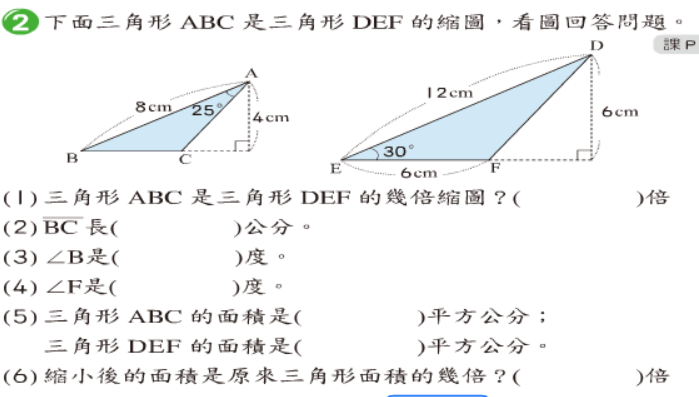 2 下面三角形 ABC 是三角形 DEF 的縮圖，看圖回答問題。
課 P
A
8cm
25°
4cm
B
C
D
12cm
6cm
30°
E
6cm
F
(1) 三角形 ABC 是三角形 DEF 的幾倍縮圖？( )倍
(2) BC 長( )公分。
(3) ∠B是( )度。
(4) ∠F是( )度。
(5) 三角形 ABC 的面積是( )平方公分；
三角形 DEF 的面積是( )平方公分。
(6) 縮小後的面積是原來三角形面積的幾倍？( )倍